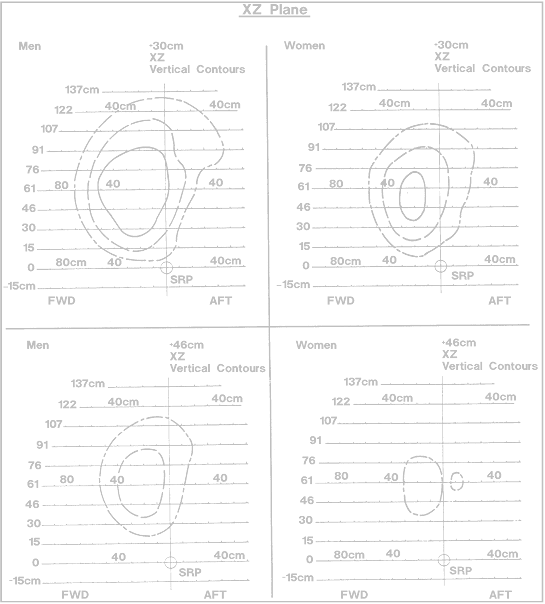 XZ Plane
Men
-30cm
XZ
Vertical Contours
137cm
122 40cm 40cm
107
91
76
61 80 40 40
46
30
15
0 80cm 40 40cm
SRP
-15cm
FWD AFT
Women
-30cm
XZ
Vertical Contours
137cm
122 40cm 40cm
107
91
76
61 80 40 40
46
30
15
0 80cm 40 40cm
SRP
-15cm
FWD AFT
Men
+46cm
XZ
Vertical Contours
137cm
122 40cm 40cm
107
91
76
61 80 40 40
46
30
15
0 40 40cm
SRP
-15cm
FWD AFT
Women
+46cm
XZ
Vertical Contours
137cm
122 40cm 40cm
107
91
76
61 80 40 40
46
30
15
0 80cm 40 40cm
SRP
-15cm
FWD AFT